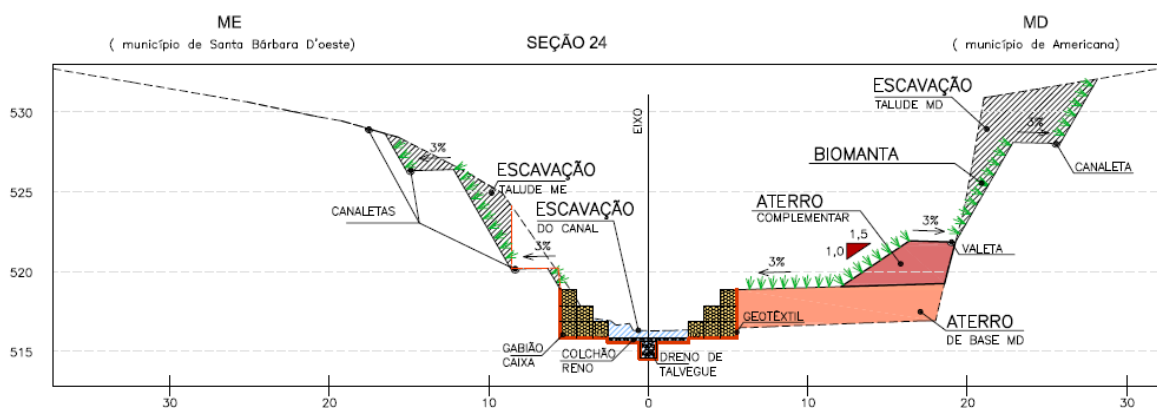 ME
( município de Santa Bárbara D'oeste)
SEÇÃO 24
MD
( município de Americana)
530
525
520
515
EIXO
3%
ESCAVAÇÃO
TALUDE ME
CANALETAS
3%
ESCAVAÇÃO
DO CANAL
GABIÃO
CAIXA
COLCHÃO
RENO
DRENO DE
TALVEGUE
GEOTÊXTIL
ESCAVAÇÃO
TALUDE MD
3%
BIOMANTA
CANALETA
ATERRO
COMPLEMENTAR
3%
1,5
1,0
VALETA
3%
ATERRO
DE BASE MD
30
20
10
0
10
20
30